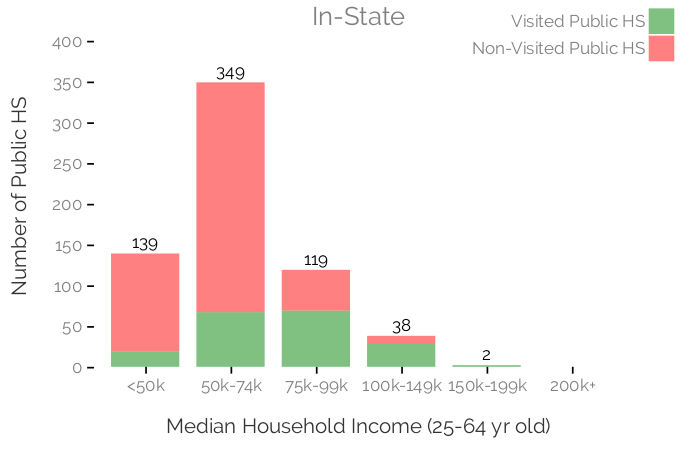 In-State
Visited Public HS
Non-Visited Public HS
Number of Public HS
400
350
300
250
200
150
100
50
0
139
349
119
38
2
<50k
50k-74k
75k-99k
100k-149k
150k-199k
200k+
Median Household Income (25-64 yr old)